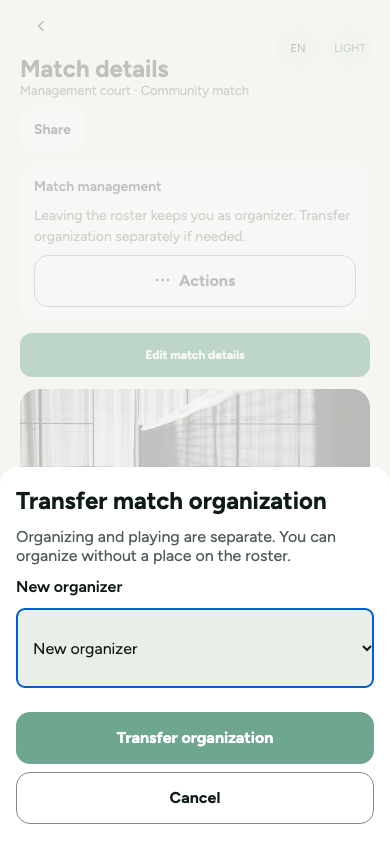 EN
LIGHT
Match details
Management court · Community match
Share
Match management
Leaving the roster keeps you as organizer. Transfer
organization separately if needed.
··· Actions
Edit match details
Transfer match organization
Organizing and playing are separate. You can
organize without a place on the roster.
New organizer
New organizer
Transfer organization
Cancel